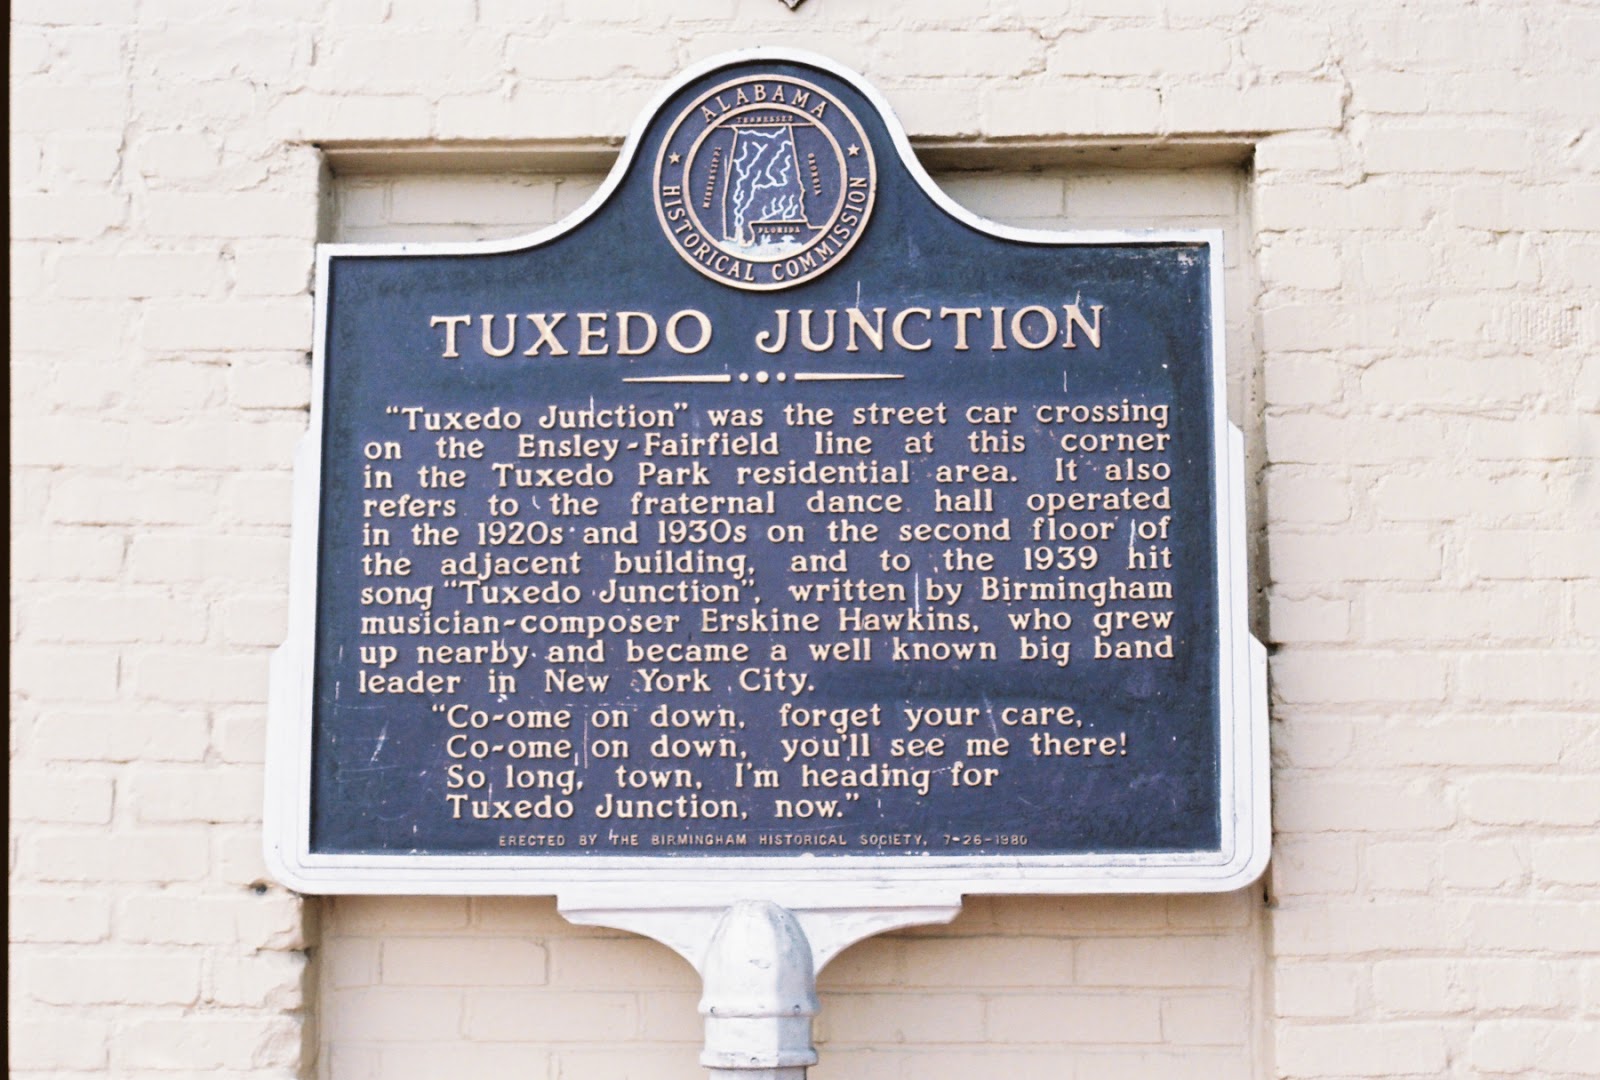 ALABAMA
HISTORICAL COMMISSION
TENNESSEE
MISSISSIPPI
GEORGIA
FLORIDA
TUXEDO JUNCTION
"Tuxedo Junction" was the street car crossing
on the Ensley-Fairfield line at this corner
in the Tuxedo Park residential area. It also
refers to the fraternal dance hall operated
in the 1920s and 1930s on the second floor of
the adjacent building, and to the 1939 hit
song "Tuxedo Junction", written by Birmingham
musician-composer Erskine Hawkins, who grew
up nearby and became a well known big band
leader in New York City.
"Co-ome on down, forget your care,
Co-ome on down, you'll see me there!
So long, town, I'm heading for
Tuxedo Junction, now."
ERECTED BY THE BIRMINGHAM HISTORICAL SOCIETY, 7-26-1980